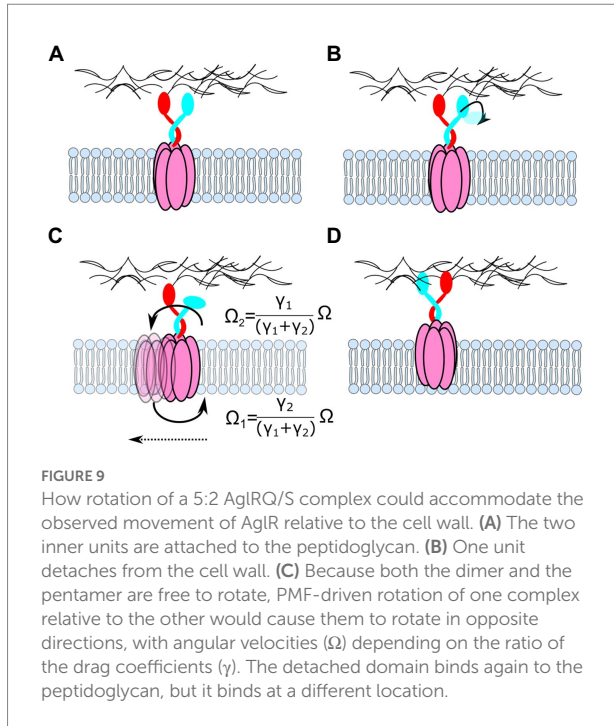 A
B
C
Ω₂=γ₁/(γ₁+γ₂) Ω
Ω₁=γ₂/(γ₁+γ₂) Ω
D
FIGURE 9
How rotation of a 5:2 AglRQ/S complex could accommodate the
observed movement of AglR relative to the cell wall. (A) The two
inner units are attached to the peptidoglycan. (B) One unit
detaches from the cell wall. (C) Because both the dimer and the
pentamer are free to rotate, PMF-driven rotation of one complex
relative to the other would cause them to rotate in opposite
directions, with angular velocities (Ω) depending on the ratio of
the drag coefficients (γ). The detached domain binds again to the
peptidoglycan, but it binds at a different location.